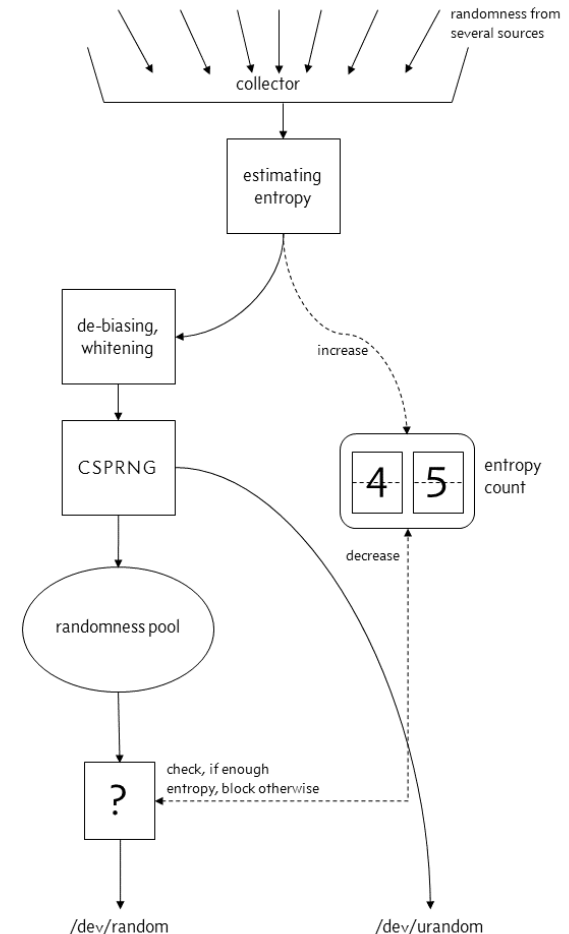 randomness from
several sources
collector
estimating
entropy
de-biasing,
whitening
increase
CSPRNG
4 5
entropy
count
decrease
randomness pool
check, if enough
entropy, block otherwise
?
/dev/random
/dev/urandom